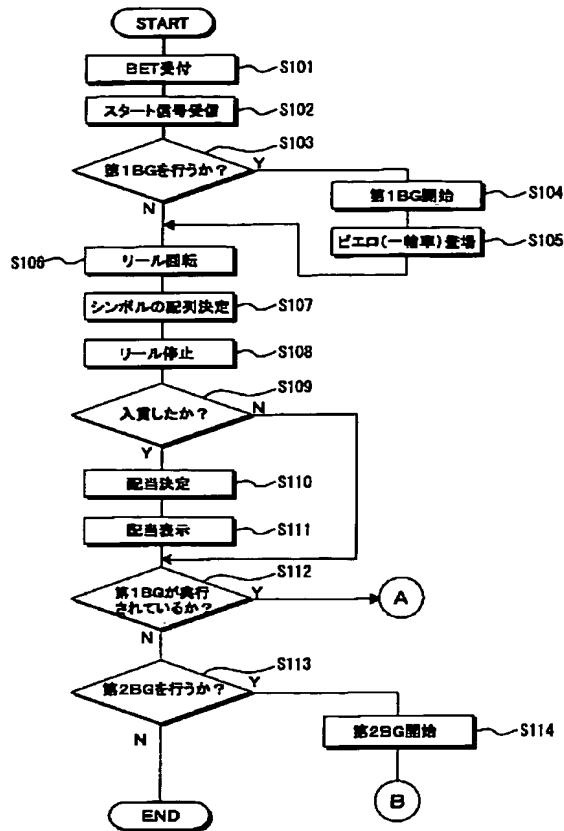 START
BET受付
S101
スタート信号受信
S102
S103
第1BGを行うか?
Y
N
第1BG開始
S104
ピエロ(一輪車)登場
S105
S106
リール回転
シンボルの配列決定
S107
リール停止
S108
S109
入賞したか?
N
Y
配当決定
S110
配当表示
S111
S112
第1BGが実行
されているか?
Y
A
N
S113
第2BGを行うか?
Y
N
第2BG開始
S114
B
END